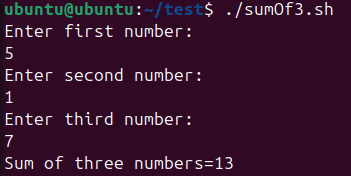 ubuntu@ubuntu:~/test$ ./sumOf3.sh
Enter first number:
5
Enter second number:
1
Enter third number:
7
Sum of three numbers=13